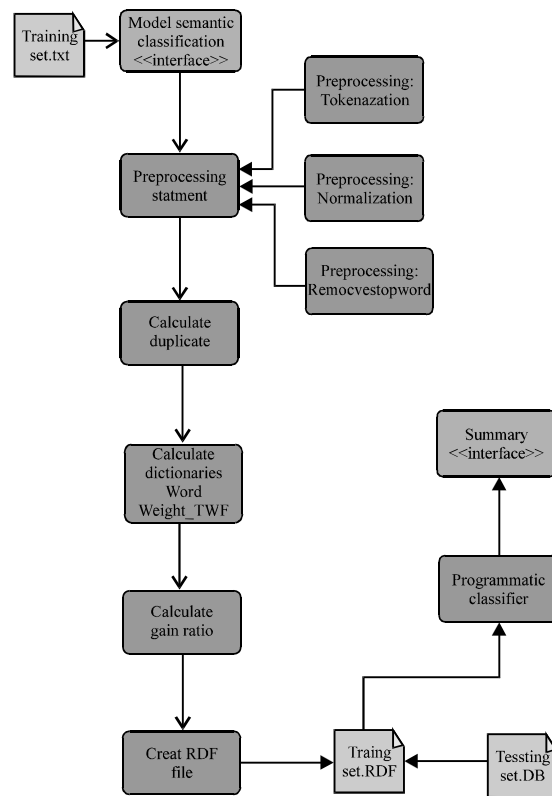 Training
set.txt
Model semantic
classification
<<interface>>
Preprocessing:
Tokenazation
Preprocessing
statment
Preprocessing:
Normalization
Preprocessing:
Remocvestopword
Calculate
duplicate
Calculate
dictionaries
Word
Weight_TWF
Summary
<<interface>>
Calculate
gain ratio
Programmatic
classifier
Creat RDF
file
Traing
set.RDF
Tessting
set.DB